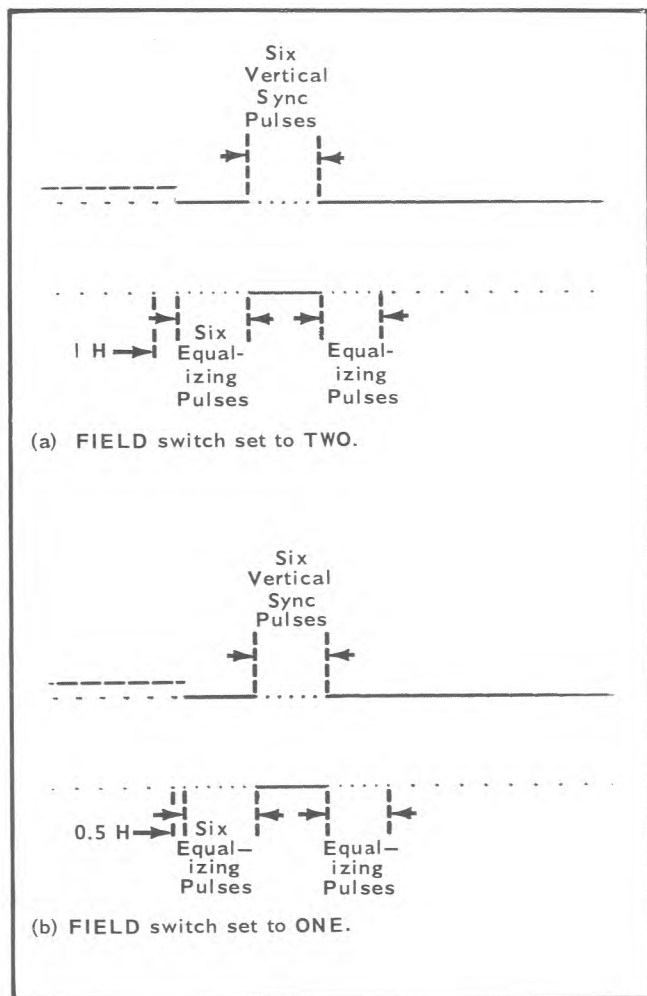 Six
Vertical
Sync
Pulses
1 H
Six
Equal-
izing
Pulses
Equal-
izing
Pulses
(a) FIELD switch set to TWO.
Six
Vertical
Sync
Pulses
0.5 H
Six
Equal—
izing
Pulses
Equal—
izing
Pulses
(b) FIELD switch set to ONE.